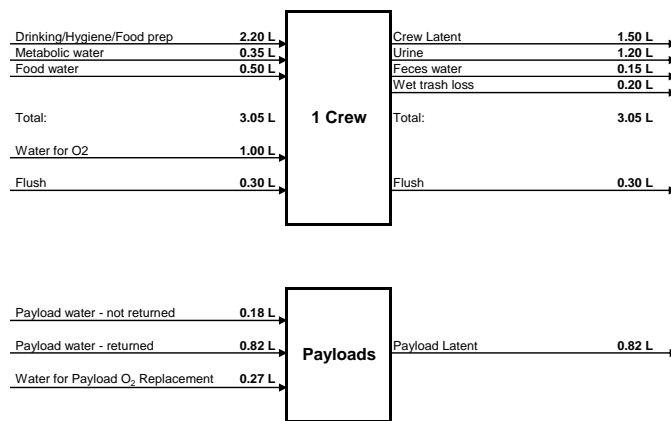 Drinking/Hygiene/Food prep 2.20 L
Metabolic water 0.35 L
Food water 0.50 L
Total: 3.05 L
Water for O2 1.00 L
Flush 0.30 L
1 Crew
Crew Latent 1.50 L
Urine 1.20 L
Feces water 0.15 L
Wet trash loss 0.20 L
Total: 3.05 L
Flush 0.30 L
Payload water - not returned 0.18 L
Payload water - returned 0.82 L
Water for Payload O₂ Replacement 0.27 L
Payloads
Payload Latent 0.82 L